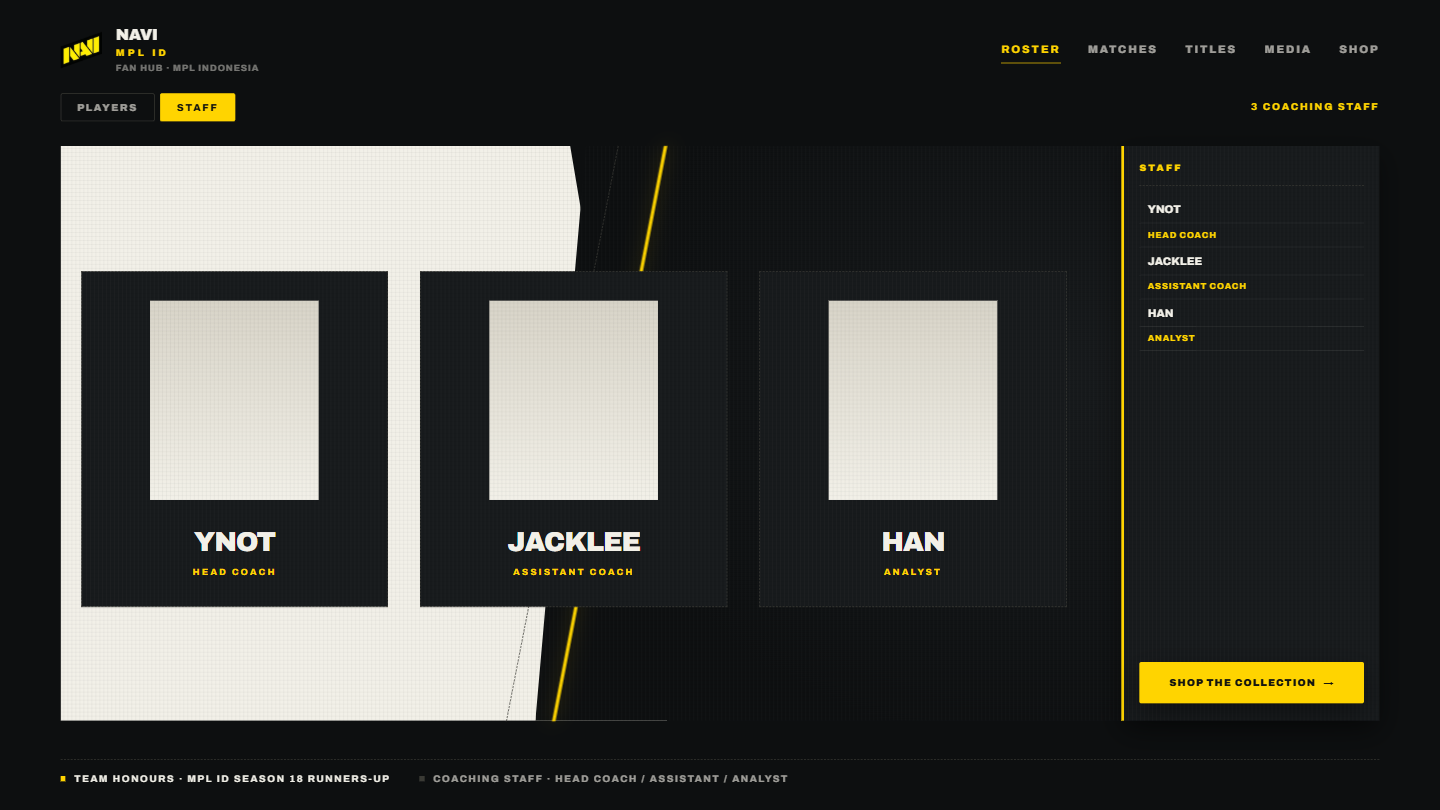 NAVI
MPL ID
FAN HUB · MPL INDONESIA
ROSTER
MATCHES
TITLES
MEDIA
SHOP
PLAYERS
STAFF
3 COACHING STAFF
YNOT
HEAD COACH
JACKLEE
ASSISTANT COACH
HAN
ANALYST
STAFF
YNOT
HEAD COACH
JACKLEE
ASSISTANT COACH
HAN
ANALYST
SHOP THE COLLECTION →
TEAM HONOURS · MPL ID SEASON 18 RUNNERS-UP
COACHING STAFF · HEAD COACH / ASSISTANT / ANALYST